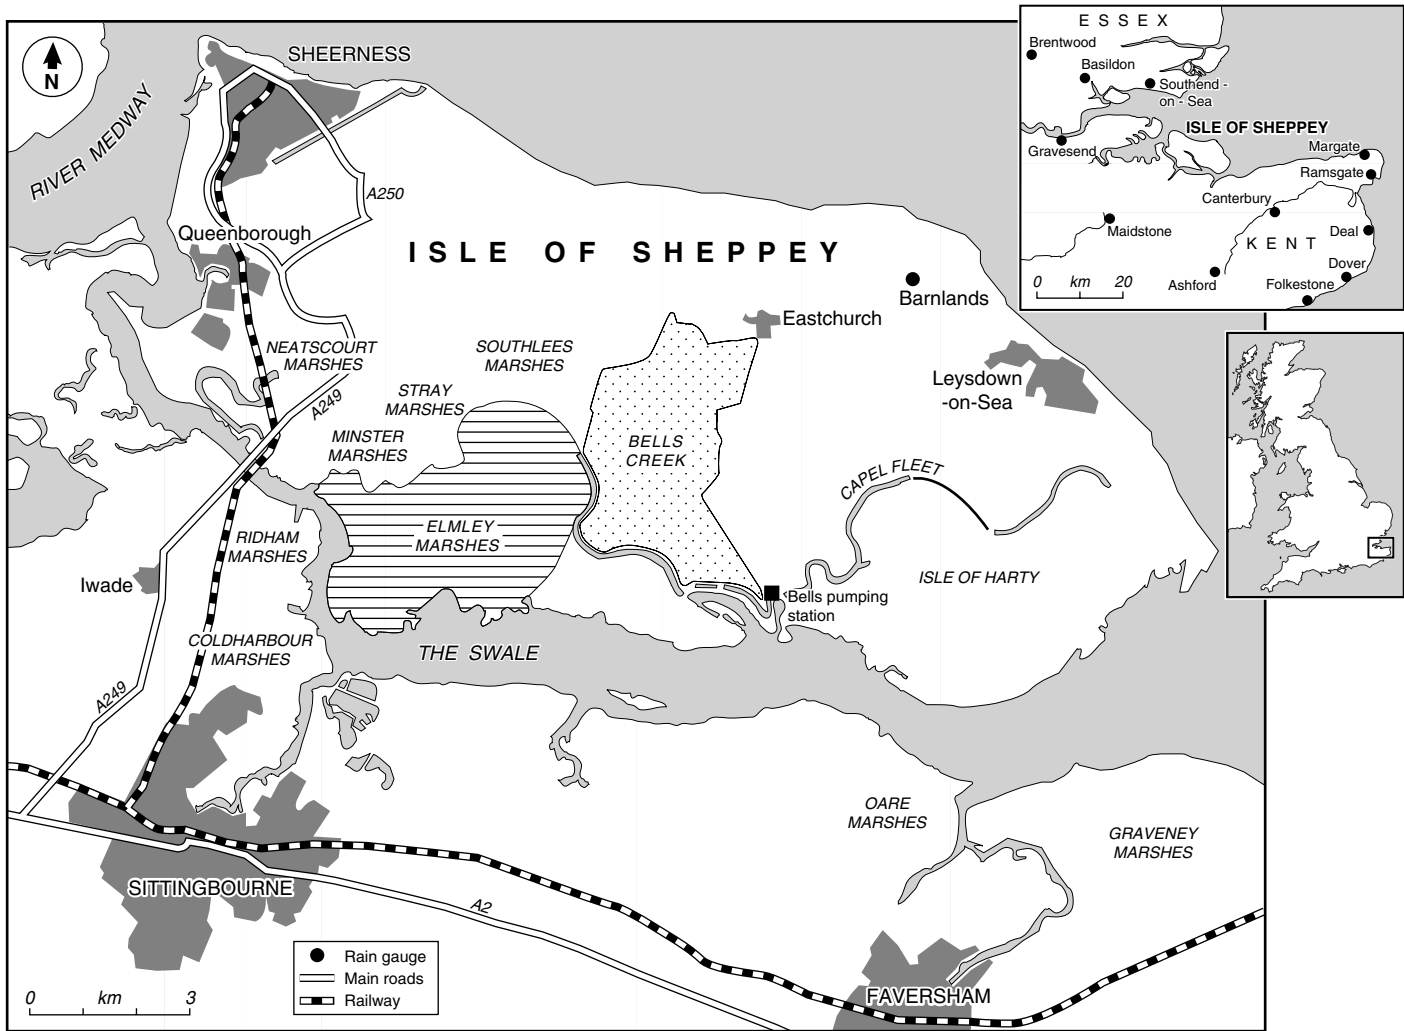 N
SHEERNESS
RIVER MEDWAY
A250
Queenborough
ISLE OF SHEPPEY
Barnlands
Eastchurch
NEATSCOURT
MARSHES
SOUTHLEES
MARSHES
STRAY
MARSHES
A249
Leysdown
-on-Sea
MINSTER
MARSHES
BELLS
CREEK
CAPEL FLEET
ELMLEY
MARSHES
RIDHAM
MARSHES
Iwade
ISLE OF HARTY
Bells pumping
station
COLDHARBOUR
MARSHES
THE SWALE
A249
OARE
MARSHES
GRAVENEY
MARSHES
SITTINGBOURNE
A2
FAVERSHAM
Rain gauge
Main roads
Railway
0 km 3
ESSEX
Brentwood
Basildon
Southend -
on - Sea
ISLE OF SHEPPEY
Gravesend
Margate
Ramsgate
Canterbury
Maidstone
Deal
KENT
Dover
Ashford
Folkestone
0 km 20